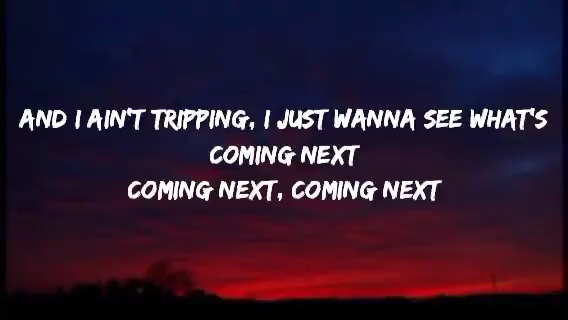 AND I AIN'T TRIPPING, I JUST WANNA SEE WHAT'S
COMING NEXT
COMING NEXT, COMING NEXT